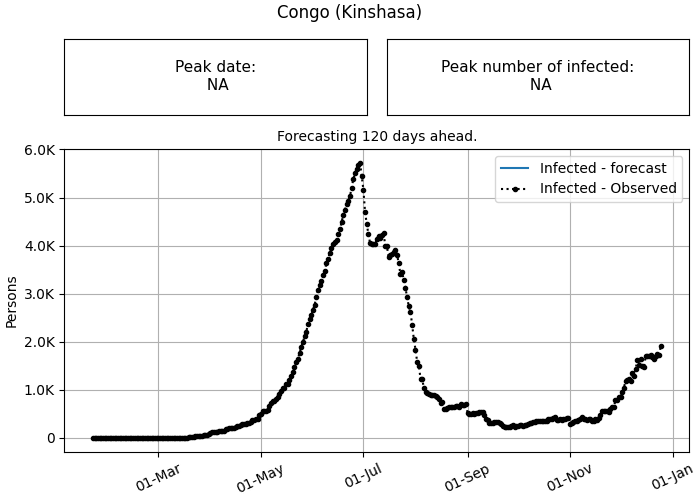 Congo (Kinshasa)
Peak date:
NA
Peak number of infected:
NA
Forecasting 120 days ahead.
6.0K
5.0K
4.0K
3.0K
2.0K
1.0K
0
Persons
Infected - forecast
Infected - Observed
01-Mar
01-May
01-Jul
01-Sep
01-Nov
01-Jan